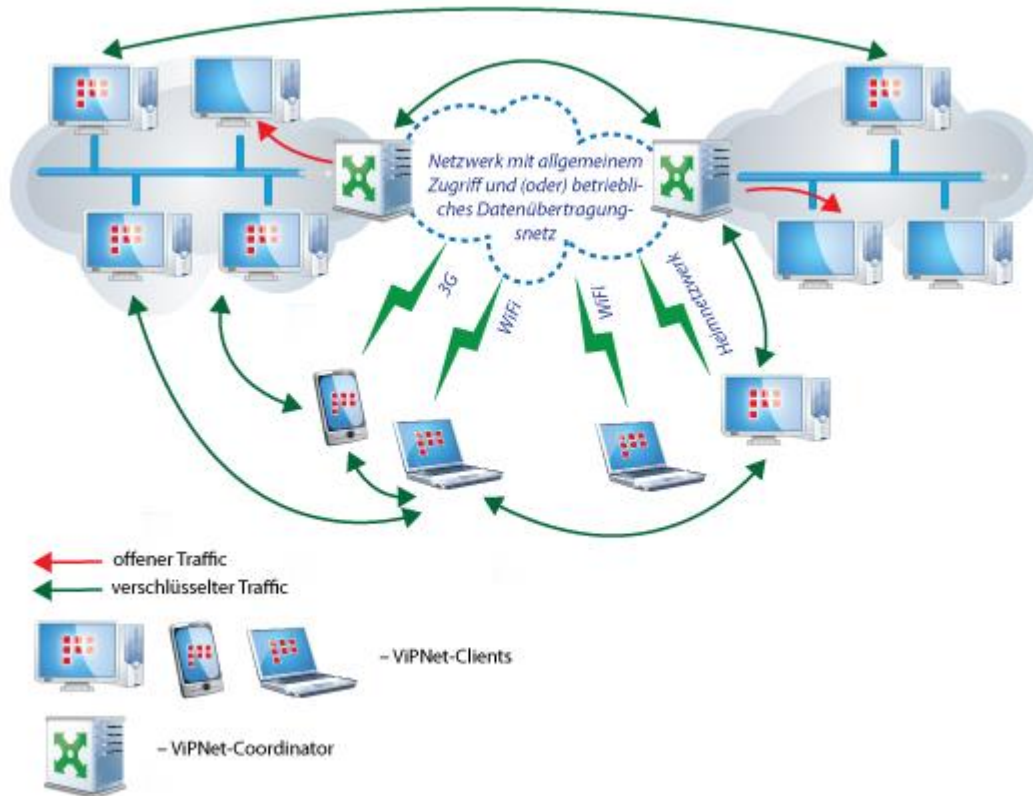 Netzwerk mit allgemeinem
Zugriff und (oder) betriebli-
ches Datenübertragung-
snetz
3G
WiFi
WiFi
Heimnetzwerk
offener Traffic
verschlüsselter Traffic
– ViPNet-Clients
– ViPNet-Coordinator